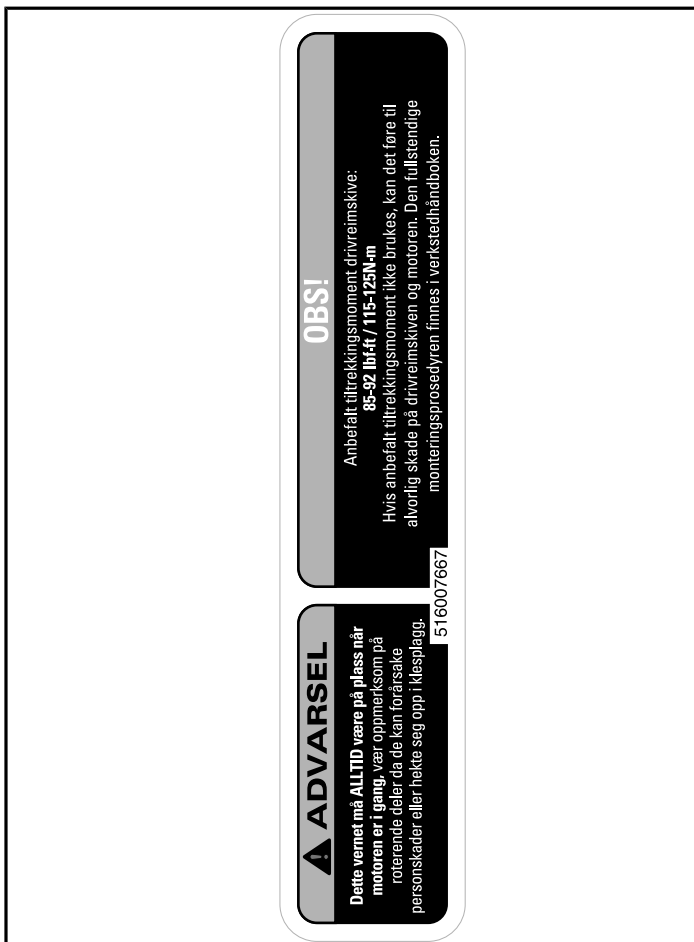 ADVARSEL
Dette vernet må ALLTID være på plass når
motoren er i gang, vær oppmerksom på
roterende deler da de kan forårsake
personskader eller hekte seg opp i klesplagg.
516007667
OBS!
Anbefalt tiltrekkingsmoment drivreimskive:
85-92 lbf-ft / 115-125N-m
Hvis anbefalt tiltrekkingsmoment ikke brukes, kan det føre til
alvorlig skade på drivreimskiven og motoren. Den fullstendige
monteringsprosedyren finnes i verkstedhåndboken.